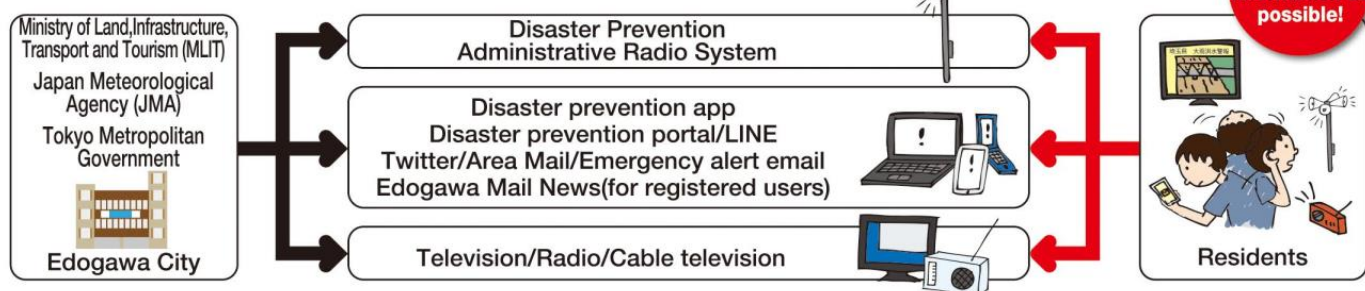 Ministry of Land,Infrastructure,
Transport and Tourism (MLIT)
Japan Meteorological
Agency (JMA)
Tokyo Metropolitan
Government
Edogawa City
Disaster Prevention
Administrative Radio System
Disaster prevention app
Disaster prevention portal/LINE
Twitter/Area Mail/Emergency alert email
Edogawa Mail News(for registered users)
Television/Radio/Cable television
possible!
Residents